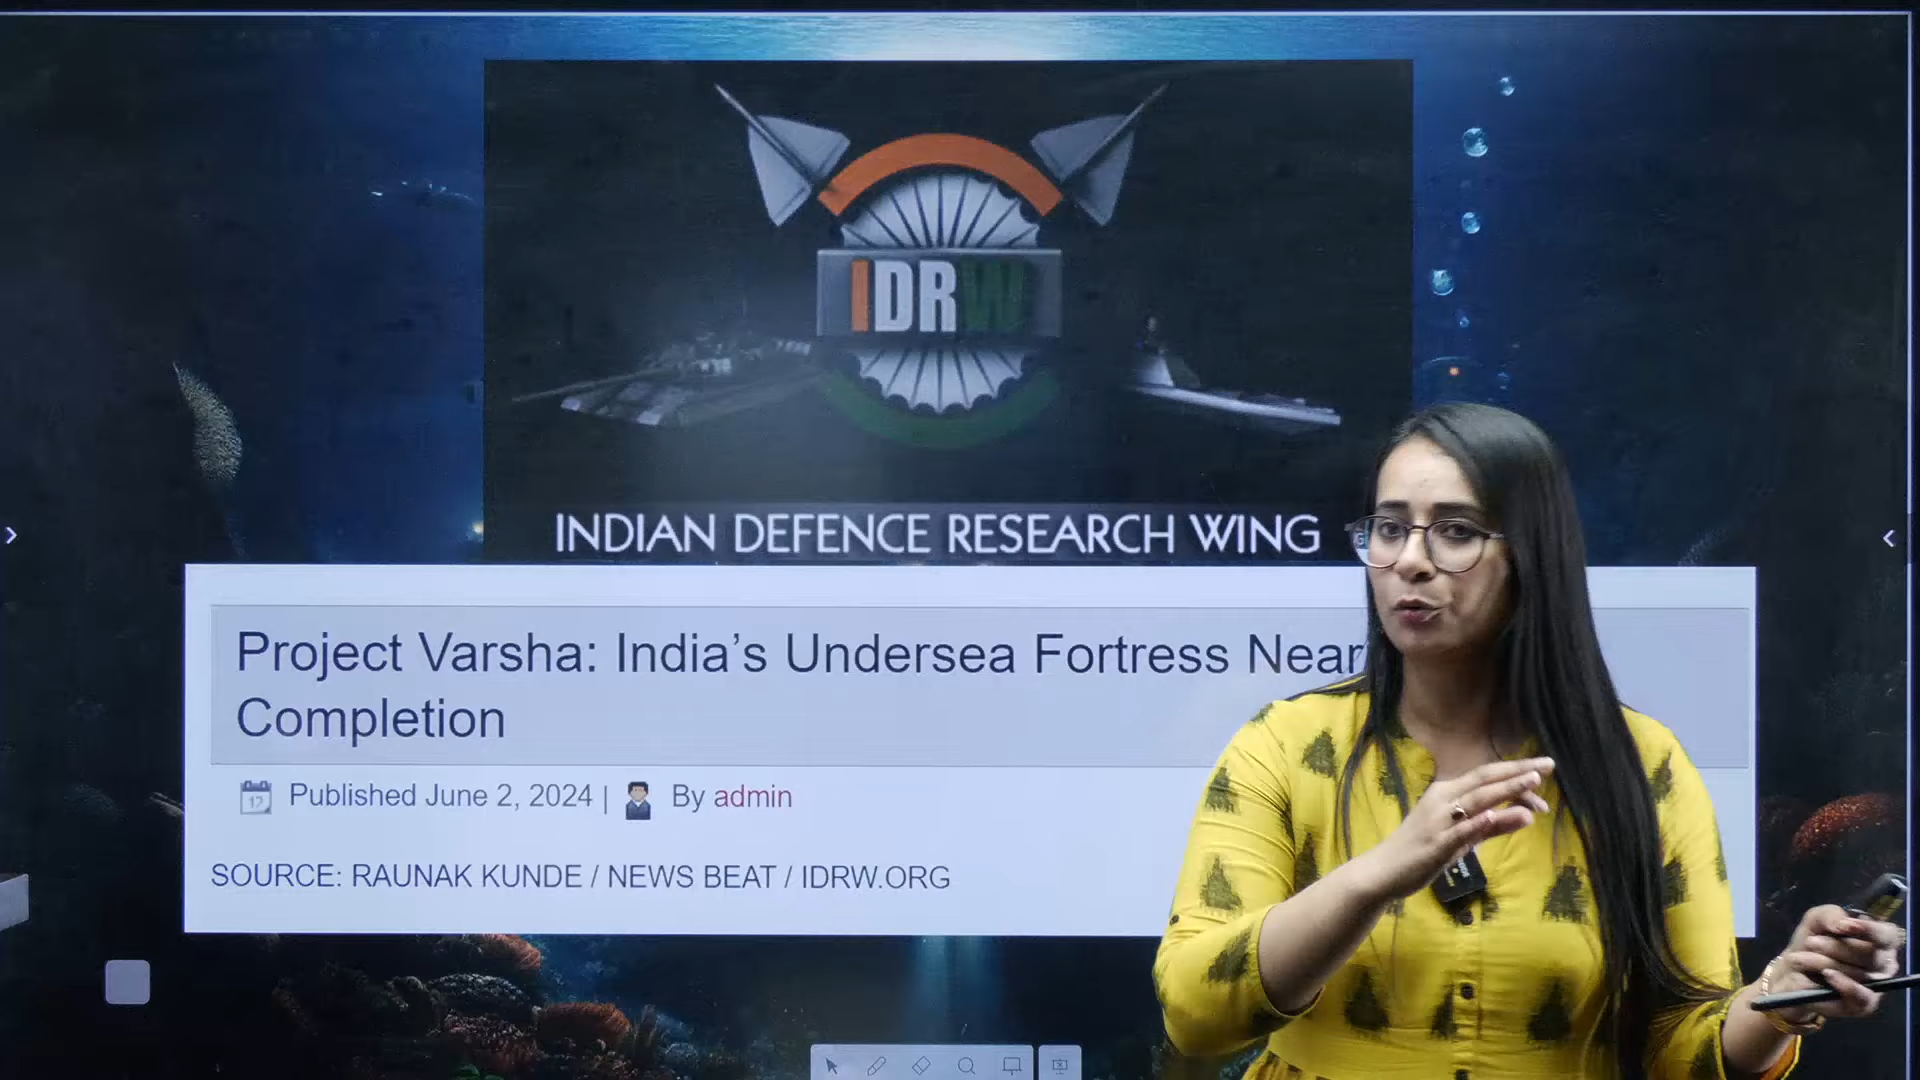 IDRW
INDIAN DEFENCE RESEARCH WING
Project Varsha: India’s Undersea Fortress Near
Completion
Published June 2, 2024 | By admin
SOURCE: RAUNAK KUNDE / NEWS BEAT / IDRW.ORG